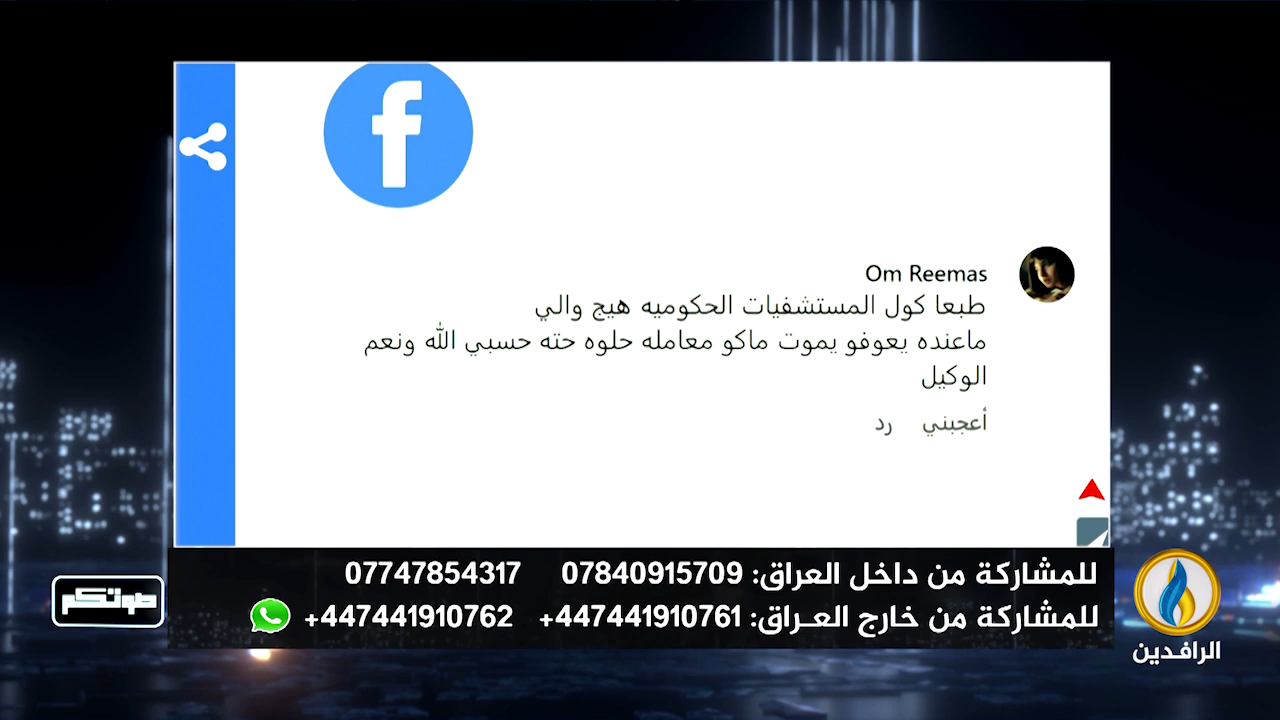 f
Om Reemas
طبعا كول المستشفيات الحكوميه هيج والي
ماعنده يعوفو يموت ماكو معامله حلوه حته حسبي الله ونعم
الوكيل
أعجبني رد
للمشاركة من داخل العراق: 07840915709 07747854317
للمشاركة من خارج العـراق: 447441910761+ 447441910762+
صوتكم
الرافدين